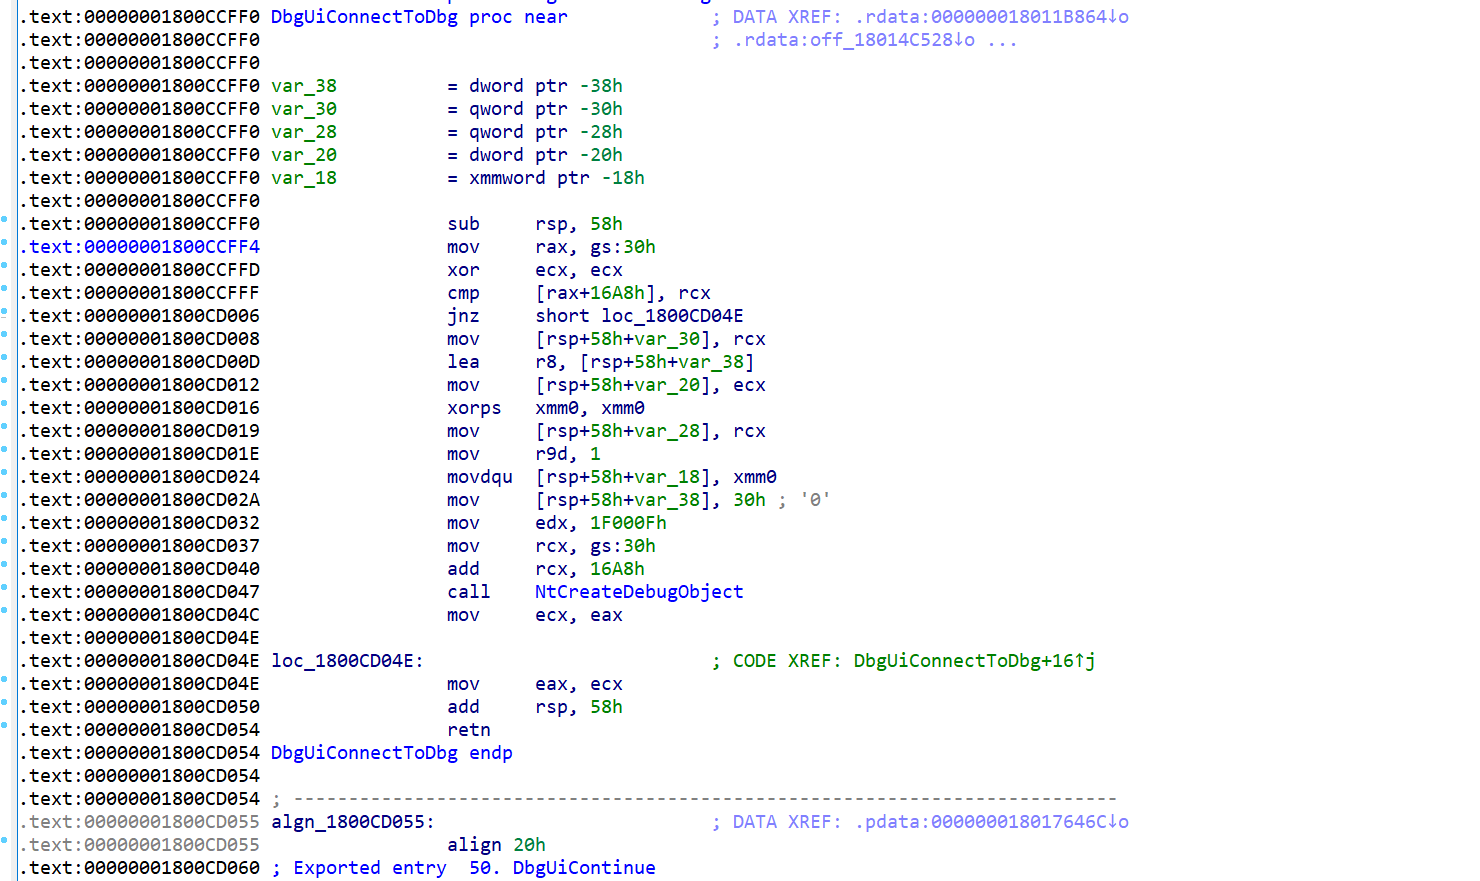 .text:00000001800CCFF0 DbgUiConnectToDbg proc near ; DATA XREF: .rdata:000000018011B864↓o
.text:00000001800CCFF0 ; .rdata:off_18014C528↓o ...
.text:00000001800CCFF0
.text:00000001800CCFF0 var_38 = dword ptr -38h
.text:00000001800CCFF0 var_30 = qword ptr -30h
.text:00000001800CCFF0 var_28 = qword ptr -28h
.text:00000001800CCFF0 var_20 = dword ptr -20h
.text:00000001800CCFF0 var_18 = xmmword ptr -18h
.text:00000001800CCFF0
.text:00000001800CCFF0 sub rsp, 58h
.text:00000001800CCFF4 mov rax, gs:30h
.text:00000001800CCFFD xor ecx, ecx
.text:00000001800CCFFF cmp [rax+16A8h], rcx
.text:00000001800CD006 jnz short loc_1800CD04E
.text:00000001800CD008 mov [rsp+58h+var_30], rcx
.text:00000001800CD00D lea r8, [rsp+58h+var_38]
.text:00000001800CD012 mov [rsp+58h+var_20], ecx
.text:00000001800CD016 xorps xmm0, xmm0
.text:00000001800CD019 mov [rsp+58h+var_28], rcx
.text:00000001800CD01E mov r9d, 1
.text:00000001800CD024 movdqu [rsp+58h+var_18], xmm0
.text:00000001800CD02A mov [rsp+58h+var_38], 30h ; '0'
.text:00000001800CD032 mov edx, 1F000Fh
.text:00000001800CD037 mov rcx, gs:30h
.text:00000001800CD040 add rcx, 16A8h
.text:00000001800CD047 call NtCreateDebugObject
.text:00000001800CD04C mov ecx, eax
.text:00000001800CD04E
.text:00000001800CD04E loc_1800CD04E: ; CODE XREF: DbgUiConnectToDbg+16↑j
.text:00000001800CD04E mov eax, ecx
.text:00000001800CD050 add rsp, 58h
.text:00000001800CD054 retn
.text:00000001800CD054 DbgUiConnectToDbg endp
.text:00000001800CD054
.text:00000001800CD054 ; ---------------------------------------------------------------------------
.text:00000001800CD055 algn_1800CD055: ; DATA XREF: .pdata:000000018017646C↓o
.text:00000001800CD055 align 20h
.text:00000001800CD060 ; Exported entry 50. DbgUiContinue